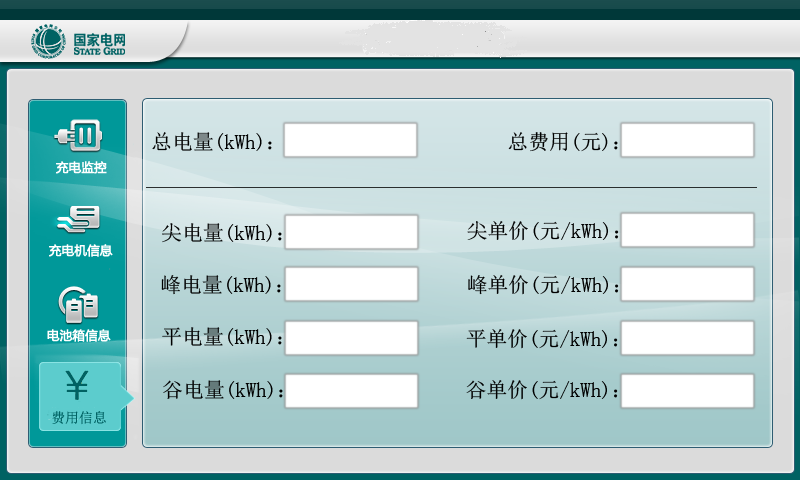 国家电网
STATE GRID
充电监控
充电机信息
电池箱信息
¥
费用信息
总电量(kWh)：
总费用(元)：
尖电量(kWh)：
尖单价(元/kWh)：
峰电量(kWh)：
峰单价(元/kWh)：
平电量(kWh)：
平单价(元/kWh)：
谷电量(kWh)：
谷单价(元/kWh)：